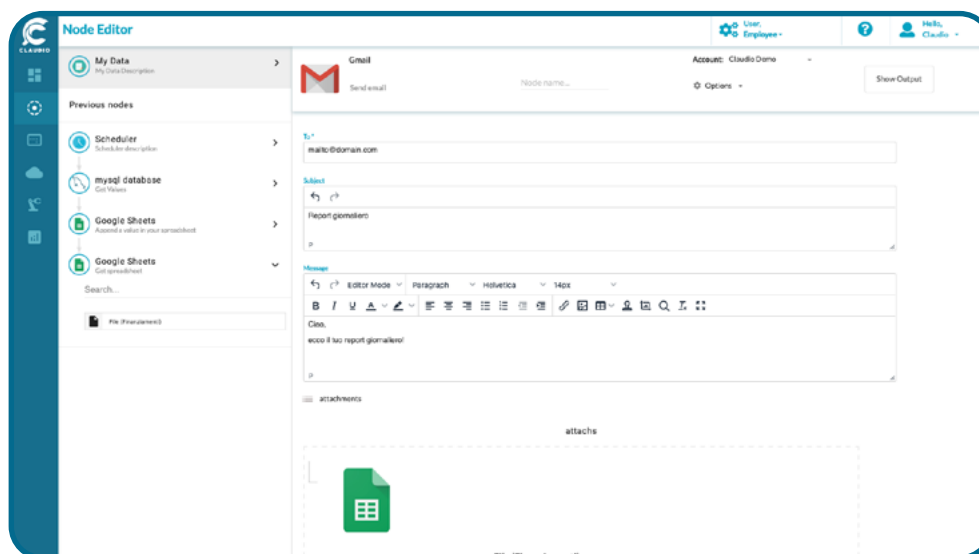 CLAUDIO
Node Editor
User,
Employee
Hello,
Claudio
My Data
My Data Description
Previous nodes
Scheduler
Scheduler description
mysql database
Get Values
Google Sheets
Append a value in your spreadsheet
Google Sheets
Get spreadsheet
Search...
File (Finanziamenti)
Gmail
Send email
Node name...
Account: Claudio Demo
Options
Show Output
To *
mailto@domain.com
Subject
Report giornaliero
p
Message
Editor Mode Paragraph Helvetica 14px
B I U A
Ciao,
ecco il tuo report giornaliero!
p
attachments
attachs